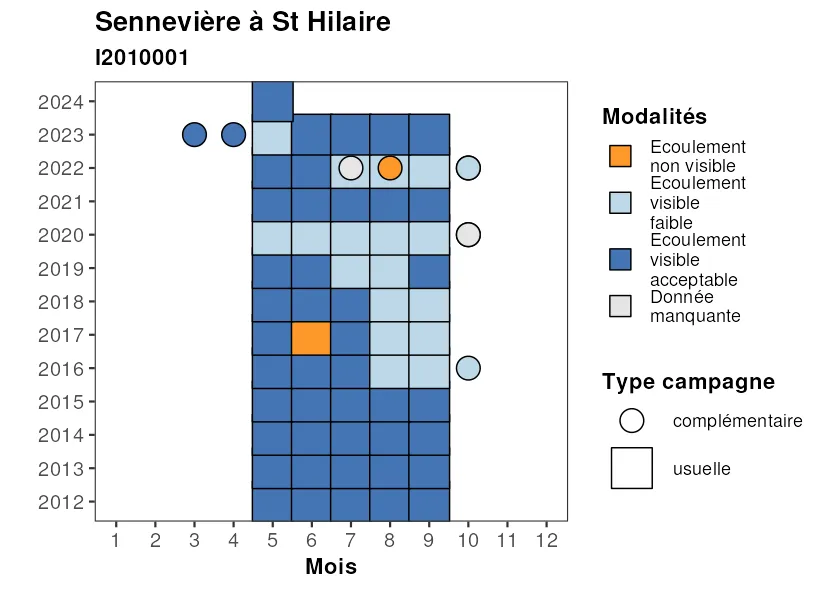 Sennevière à St Hilaire
I2010001
2024
2023
2022
2021
2020
2019
2018
2017
2016
2015
2014
2013
2012
1 2 3 4 5 6 7 8 9 10 11 12
Mois
Modalités
Ecoulement
non visible
Ecoulement
visible
faible
Ecoulement
visible
acceptable
Donnée
manquante
Type campagne
complémentaire
usuelle